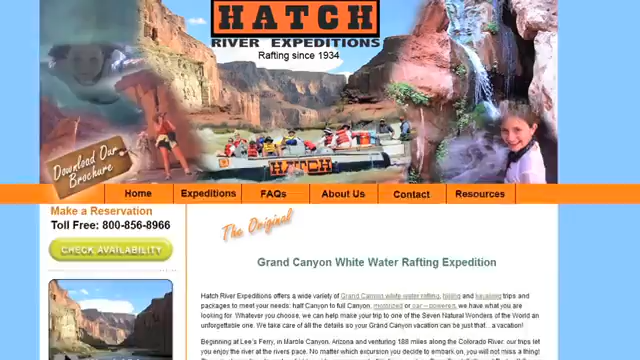 HATCH
RIVER EXPEDITIONS
Rafting since 1934
HATCH
Download Our
Brochure
Home Expeditions FAQs About Us Contact Resources
Make a Reservation
Toll Free: 800-856-8966
CHECK AVAILABILITY
The Original
Grand Canyon White Water Rafting Expedition
Hatch River Expeditions offers a wide variety of Grand Canyon white water rafting, hiking and kayaking trips and
packages to meet your needs: half Canyon to full Canyon, motorized or oar-powered, we have what you are
looking for. Whatever you choose, we can help make your trip to one of the Seven Natural Wonders of the World an
unforgettable one. We take care of all the details so your Grand Canyon vacation can be just that...a vacation!
Beginning at Lee's Ferry, in Marble Canyon, Arizona and venturing 188 miles along the Colorado River, our trips let
you enjoy the river at the rivers pace. No matter which excursion you decide to embark on, you will not miss a thing!